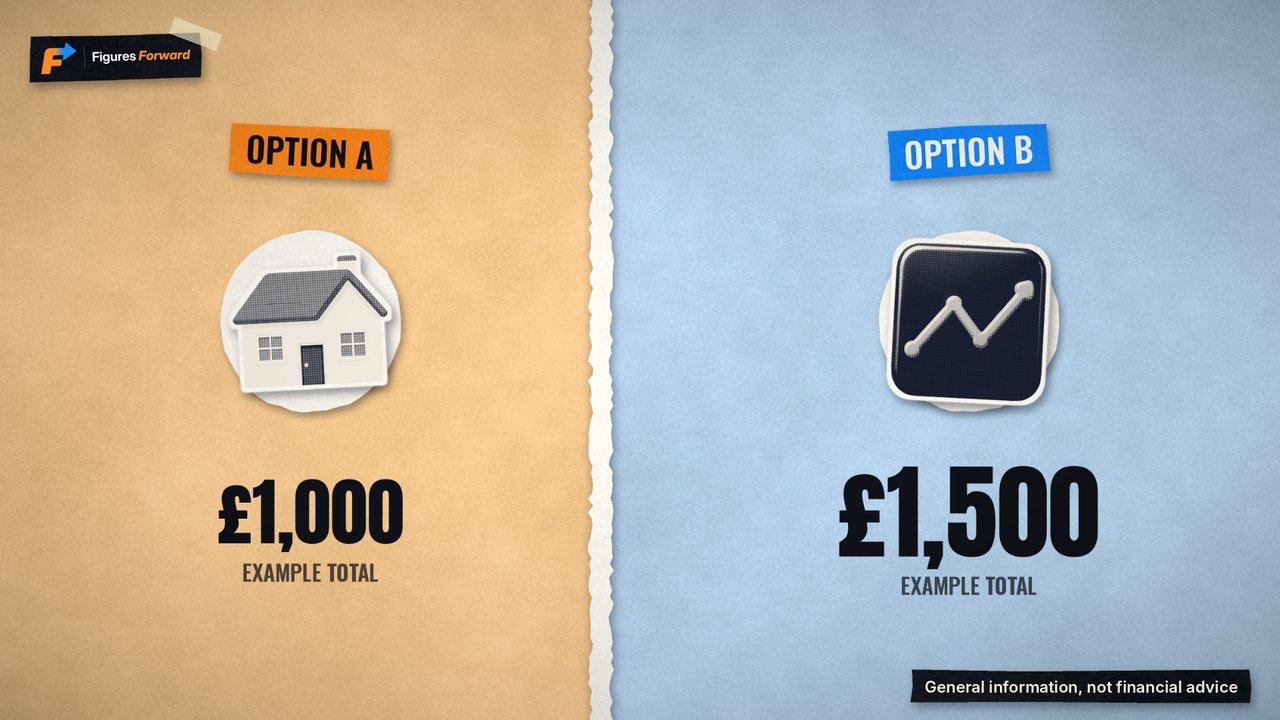 Figures Forward
OPTION A
£1,000
EXAMPLE TOTAL
OPTION B
£1,500
EXAMPLE TOTAL
General information, not financial advice